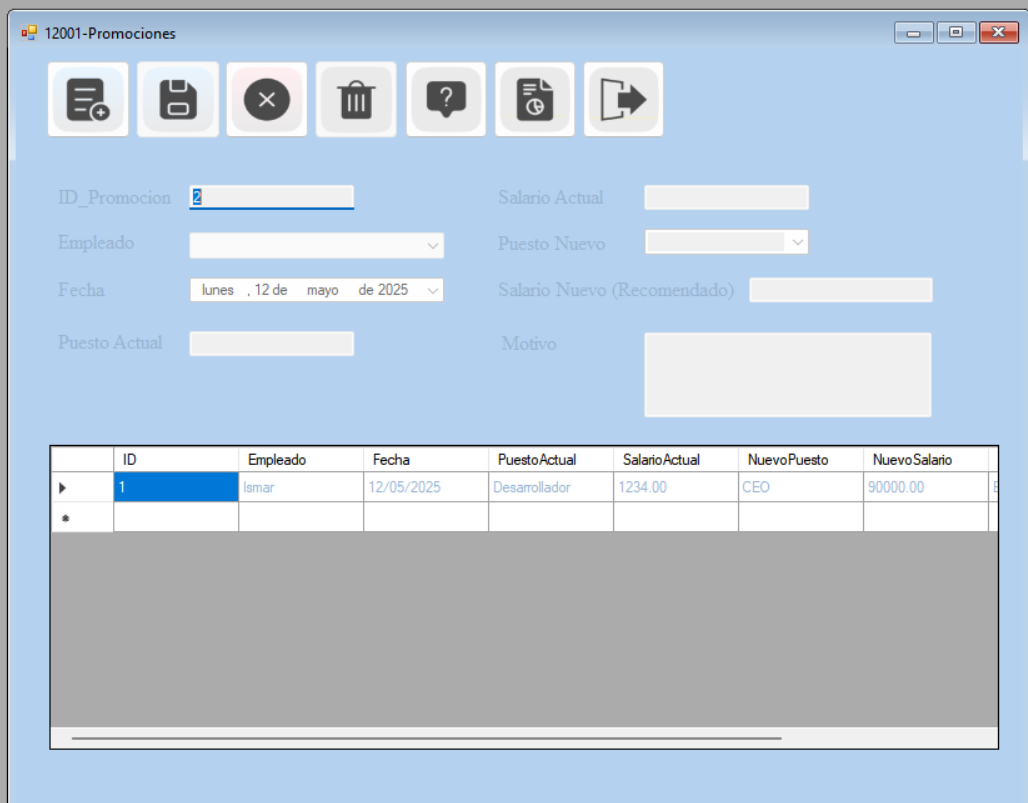 12001-Promociones
ID_Promocion 2 Salario Actual
Empleado Puesto Nuevo
Fecha lunes , 12 de mayo de 2025 Salario Nuevo (Recomendado)
Puesto Actual Motivo
ID Empleado Fecha PuestoActual SalarioActual NuevoPuesto NuevoSalario
1 Ismar 12/05/2025 Desarrollador 1234.00 CEO 90000.00